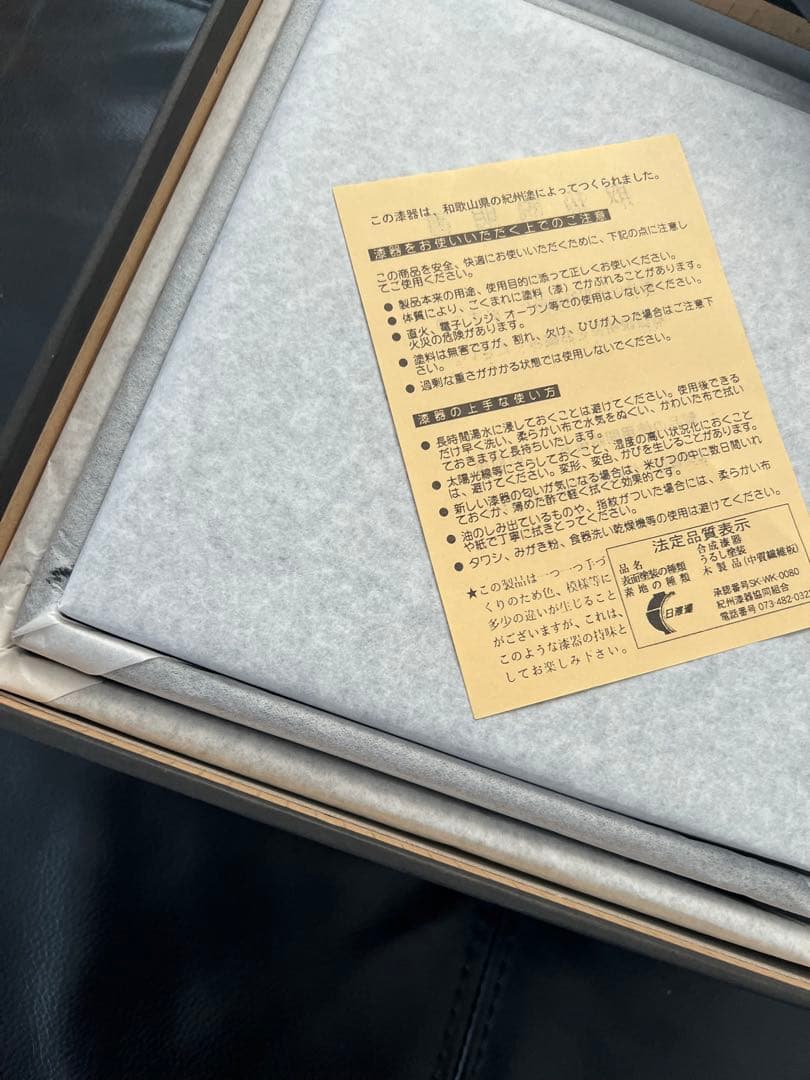 この漆器は、和歌山県の紀州塗によってつくられました。
漆器をお使いいただく上でのご注意
この商品を安全、快適にお使いいただくために、下記の点に注意し
てご使用ください。
● 製品本来の用途、使用目的に添って正しくお使いください。
● 体質により、ごくまれに塗料（漆）でかぶれることがあります。
● 直火、電子レンジ、オーブン等での使用はしないでください。
火災の危険があります。
● 塗料は無害ですが、割れ、欠け、ひびが入った場合はご注意下
さい。
● 過剰な重さがかかる状態では使用しないでください。
漆器の上手な使い方
● 長時間湯水に浸しておくことは避けてください。使用後できる
だけ早く洗い、柔らかい布で水気をぬぐい、かわいた布で拭い
ておきますと長持ちいたします。
● 太陽光線等にさらしておくこと、湿度の高い状況化におくこと
は、避けてください。変形、変色、かびを生じることがあります。
● 新しい漆器の匂いが気になる場合は、米びつの中に数日間いれ
ておくか、薄めた酢で軽く拭くと効果的です。
● 油のしみ出ているものや、指紋がついた場合には、柔らかい布
や紙で丁寧に拭きとってください。
● タワシ、みがき粉、食器洗い乾燥機等の使用は避けてください。
★この製品は一つ一つ手づ
くりのため色、模様等に
多少の違いが生じること
がございますが、これは、
このような漆器の持味と
してお楽しみ下さい。
法定品質表示
品名 合成漆器
表面塗装の種類 うるし塗装
素地の種類 木製品（中質繊維板）
日漆連
承認番号SK-WK-0080
紀州漆器協同組合
電話番号 073-482-032